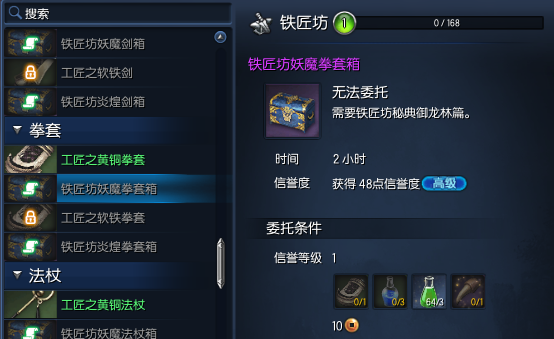 搜索
铁匠坊妖魔剑箱
工匠之软铁剑
铁匠坊炎煌剑箱
拳套
工匠之黄铜拳套
铁匠坊妖魔拳套箱
工匠之软铁拳套
铁匠坊炎煌拳套箱
法杖
工匠之黄铜法杖
铁匠坊妖魔法杖箱
铁匠坊 1 0 / 168
铁匠坊妖魔拳套箱
无法委托
需要铁匠坊秘典御龙林篇。
时间 2 小时
信誉度 获得 48点信誉度 高级
委托条件
信誉等级 1
0/1 0/3 64/3 0/1
10